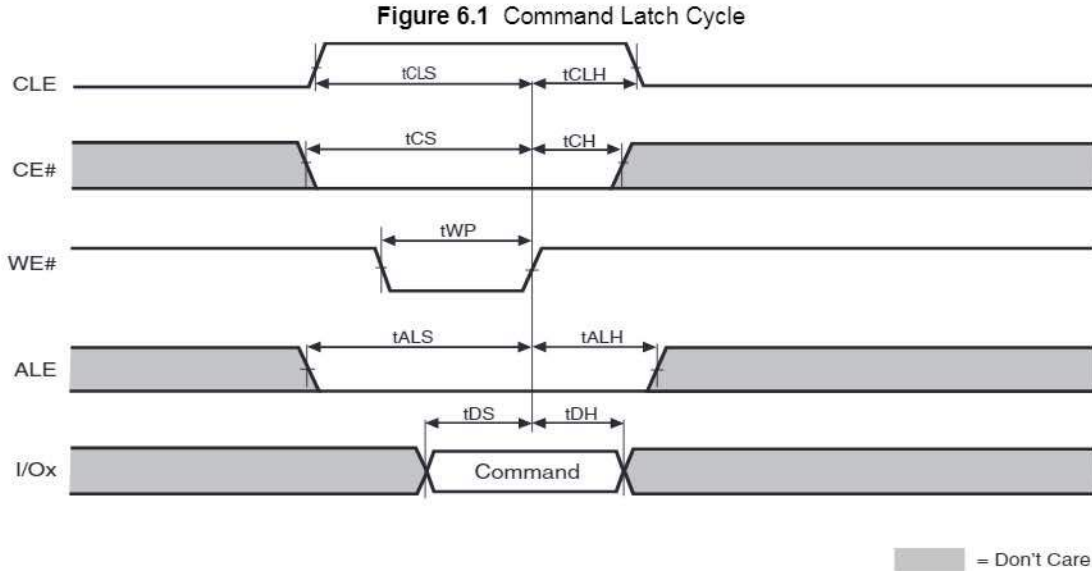 Figure 6.1 Command Latch Cycle
CLE
tCLS
tCLH
CE#
tCS
tCH
WE#
tWP
ALE
tALS
tALH
tDS
tDH
I/Ox
Command
= Don't Care